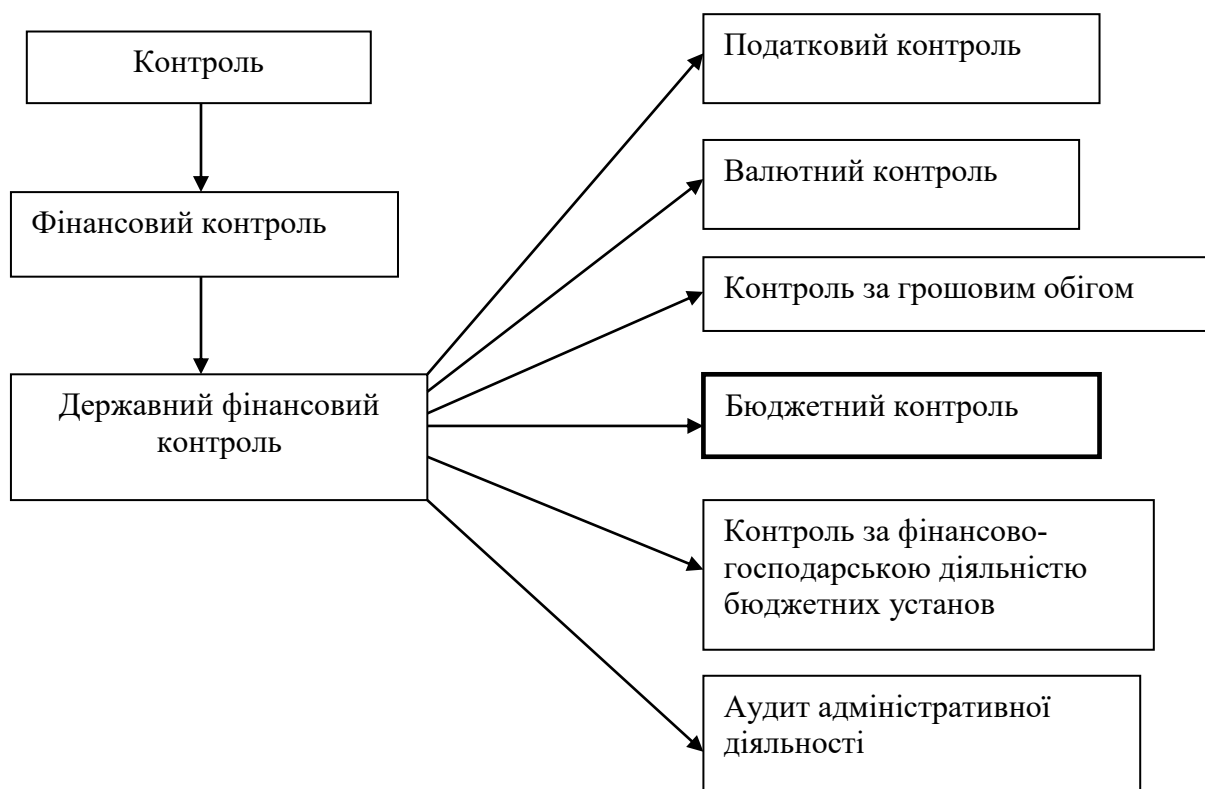 Контроль
Фінансовий контроль
Державний фінансовий
контроль
Податковий контроль
Валютний контроль
Контроль за грошовим обігом
Бюджетний контроль
Контроль за фінансово-
господарською діяльністю
бюджетних установ
Аудит адміністративної
діяльності